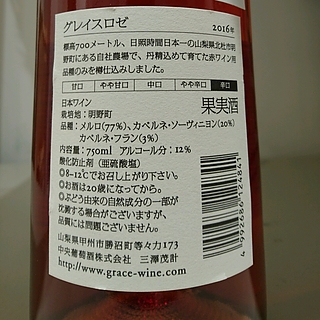 グレイスロゼ 2016年
標高700メートル、日照時間日本一の山梨県北杜市明
野町にある自社農場で、丹精込めて育てた赤ワイン用
品種のみを樽仕込みしました。
甘口 やや甘口 中口 やや辛口 辛口
日本ワイン
栽培地：明野町
果実酒
品種：メルロ(77%)、カベルネ・ソーヴィニヨン(20%)
カベルネ・フラン(3%)
内容量：750ml アルコール分：12%
酸化防止剤（亜硫酸塩）
◎8-12℃でお召し上がり下さい。
◎お酒は20歳になってから。
◎ぶどう由来の自然成分の一部が
沈澱する場合がございますが、
品質には問題ございません。
山梨県甲州市勝沼町等々力173
中央葡萄酒株式会社 三澤茂計
http://www.grace-wine.com
4 992686 124841